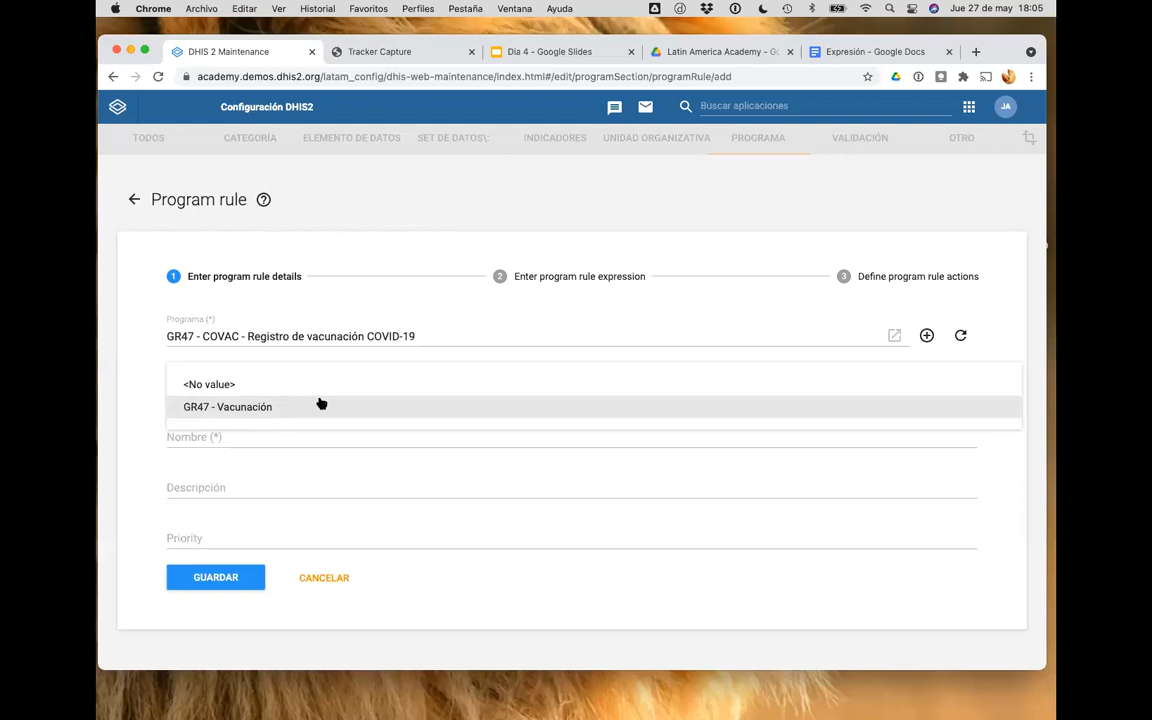 Chrome Archivo Editar Ver Historial Favoritos Perfiles Pestaña Ventana Ayuda Jue 27 de may 18:05
DHIS 2 Maintenance Tracker Capture Dia 4 - Google Slides Latin America Academy - Go Expresión - Google Docs
academy.demos.dhis2.org/latam_config/dhis-web-maintenance/index.html#/edit/programSection/programRule/add
Configuración DHIS2 Buscar aplicaciones JA
TODOS CATEGORÍA ELEMENTO DE DATOS SET DE DATOS\; INDICADORES UNIDAD ORGANIZATIVA PROGRAMA VALIDACIÓN OTRO
Program rule
1 Enter program rule details 2 Enter program rule expression 3 Define program rule actions
Programa (*)
GR47 - COVAC - Registro de vacunación COVID-19
<No value>
GR47 - Vacunación
Nombre (*)
Descripción
Priority
GUARDAR CANCELAR